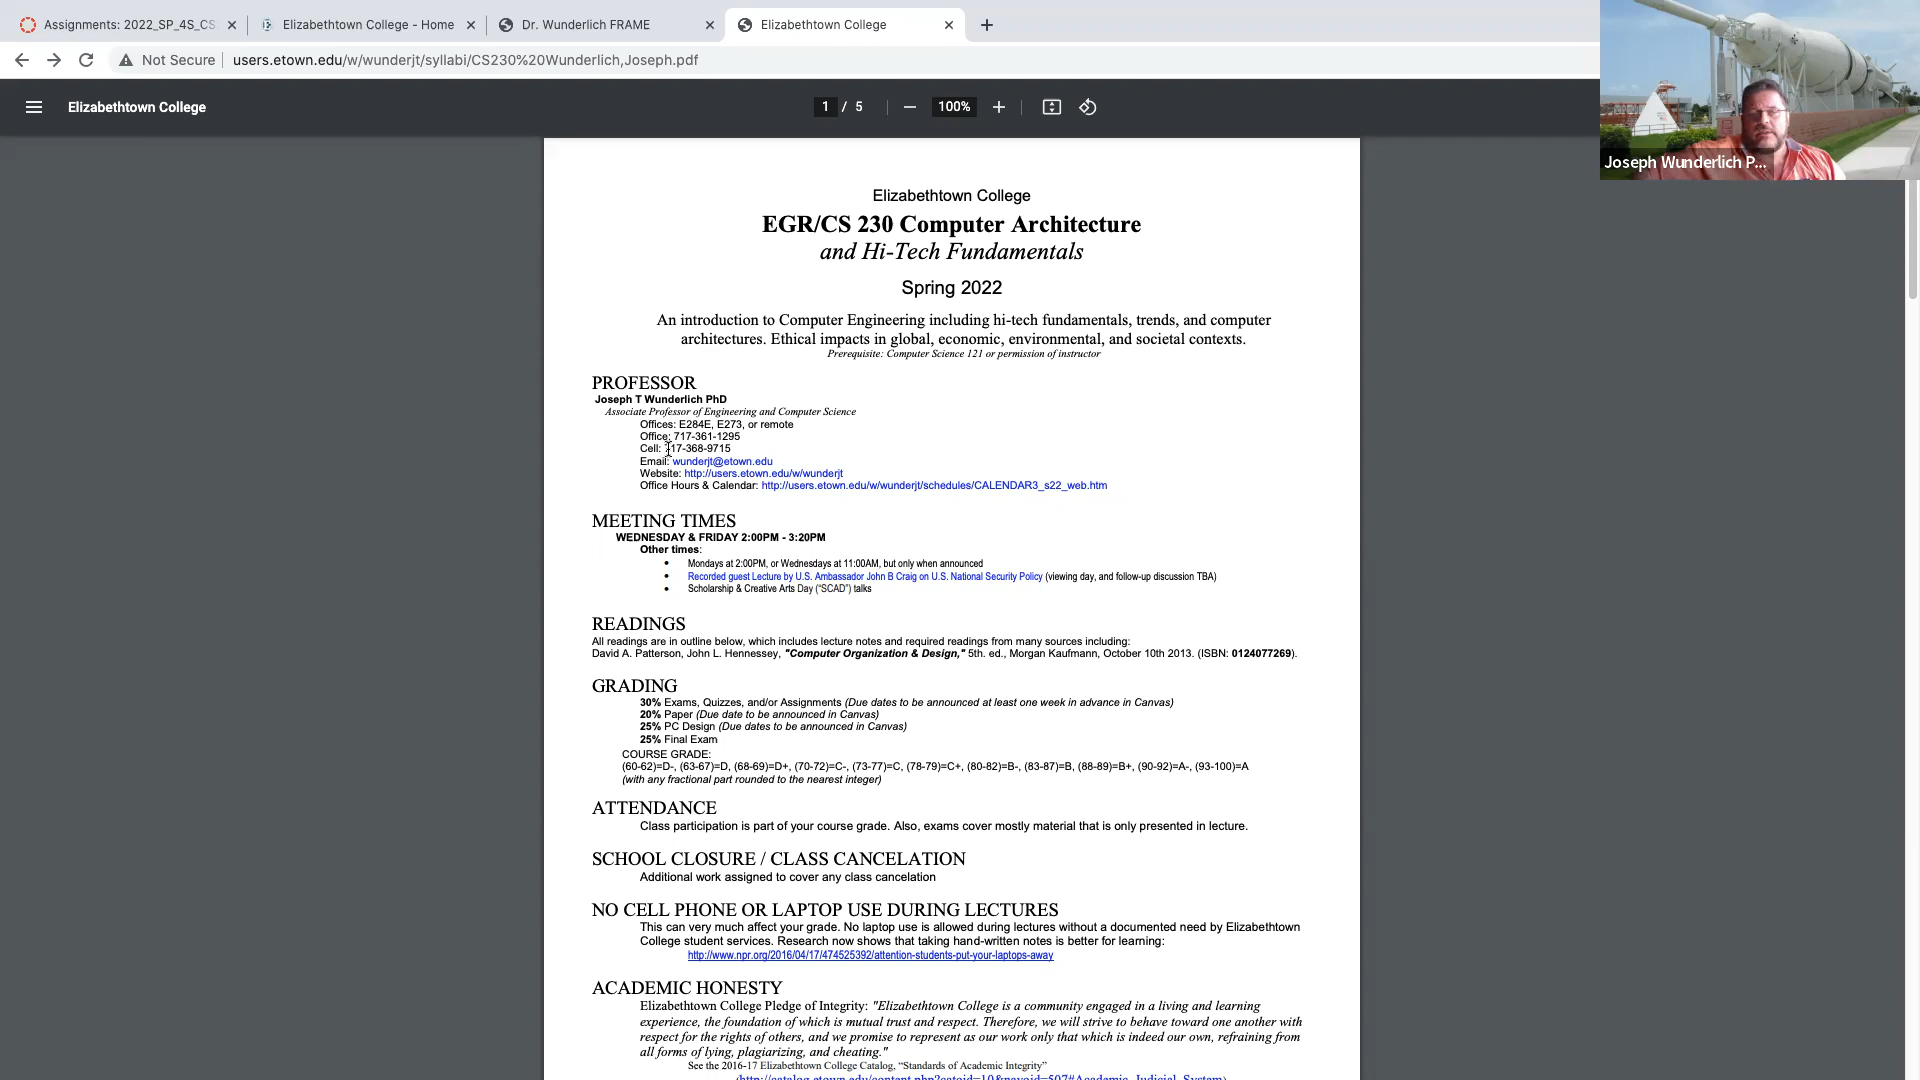 Assignments: 2022_SP_4S_CS
Elizabethtown College - Home
Dr. Wunderlich FRAME
Elizabethtown College
Not Secure
users.etown.edu/w/wunderjt/syllabi/CS230%20Wunderlich,Joseph.pdf
Elizabethtown College
1 / 5
100%
Joseph Wunderlich P...
Elizabethtown College
EGR/CS 230 Computer Architecture
and Hi-Tech Fundamentals
Spring 2022
An introduction to Computer Engineering including hi-tech fundamentals, trends, and computer
architectures. Ethical impacts in global, economic, environmental, and societal contexts.
Prerequisite: Computer Science 121 or permission of instructor
PROFESSOR
Joseph T Wunderlich PhD
Associate Professor of Engineering and Computer Science
Offices: E284E, E273, or remote
Office: 717-361-1295
Cell: 717-368-9715
Email: wunderjt@etown.edu
Website: http://users.etown.edu/w/wunderjt
Office Hours & Calendar: http://users.etown.edu/w/wunderjt/schedules/CALENDAR3_s22_web.htm
MEETING TIMES
WEDNESDAY & FRIDAY 2:00PM - 3:20PM
Other times:
• Mondays at 2:00PM, or Wednesdays at 11:00AM, but only when announced
• Recorded guest Lecture by U.S. Ambassador John B Craig on U.S. National Security Policy (viewing day, and follow-up discussion TBA)
• Scholarship & Creative Arts Day ("SCAD") talks
READINGS
All readings are in outline below, which includes lecture notes and required readings from many sources including:
David A. Patterson, John L. Hennessey, "Computer Organization & Design," 5th. ed., Morgan Kaufmann, October 10th 2013. (ISBN: 0124077269).
GRADING
30% Exams, Quizzes, and/or Assignments (Due dates to be announced at least one week in advance in Canvas)
20% Paper (Due date to be announced in Canvas)
25% PC Design (Due dates to be announced in Canvas)
25% Final Exam
COURSE GRADE:
(60-62)=D-, (63-67)=D, (68-69)=D+, (70-72)=C-, (73-77)=C, (78-79)=C+, (80-82)=B-, (83-87)=B, (88-89)=B+, (90-92)=A-, (93-100)=A
(with any fractional part rounded to the nearest integer)
ATTENDANCE
Class participation is part of your course grade. Also, exams cover mostly material that is only presented in lecture.
SCHOOL CLOSURE / CLASS CANCELATION
Additional work assigned to cover any class cancelation
NO CELL PHONE OR LAPTOP USE DURING LECTURES
This can very much affect your grade. No laptop use is allowed during lectures without a documented need by Elizabethtown
College student services. Research now shows that taking hand-written notes is better for learning:
http://www.npr.org/2016/04/17/474525392/attention-students-put-your-laptops-away
ACADEMIC HONESTY
Elizabethtown College Pledge of Integrity: "Elizabethtown College is a community engaged in a living and learning
experience, the foundation of which is mutual trust and respect. Therefore, we will strive to behave toward one another with
respect for the rights of others, and we promise to represent as our work only that which is indeed our own, refraining from
all forms of lying, plagiarizing, and cheating."
See the 2016-17 Elizabethtown College Catalog, "Standards of Academic Integrity"
(http://catalog.etown.edu/content.php?catoid=10&navoid=507#Academic_Judicial_System)